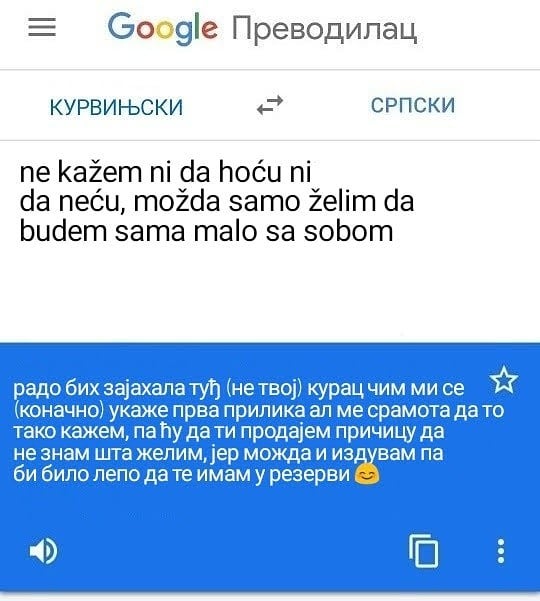 Google Преводилац
КУРВИЊСКИ СРПСКИ
ne kažem ni da hoću ni
da neću, možda samo želim da
budem sama malo sa sobom
радо бих зајахала туђ (не твој) курац чим ми се
(коначно) укаже прва прилика ал ме срамота да то
тако кажем, па ћу да ти продајем причицу да
не знам шта желим, јер можда и издувам па
би било лепо да те имам у резерви 😊